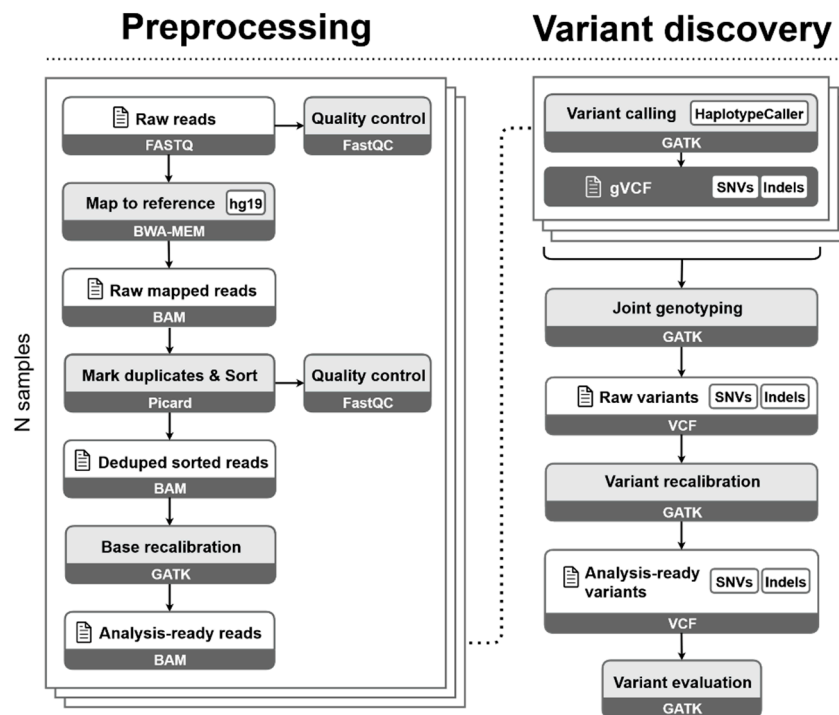 Preprocessing
Variant discovery
N samples
Raw reads
FASTQ
Quality control
FastQC
Map to reference hg19
BWA-MEM
Raw mapped reads
BAM
Mark duplicates & Sort
Picard
Quality control
FastQC
Deduped sorted reads
BAM
Base recalibration
GATK
Analysis-ready reads
BAM
Variant calling HaplotypeCaller
GATK
gVCF SNVs Indels
Joint genotyping
GATK
Raw variants SNVs Indels
VCF
Variant recalibration
GATK
Analysis-ready
variants SNVs Indels
VCF
Variant evaluation
GATK